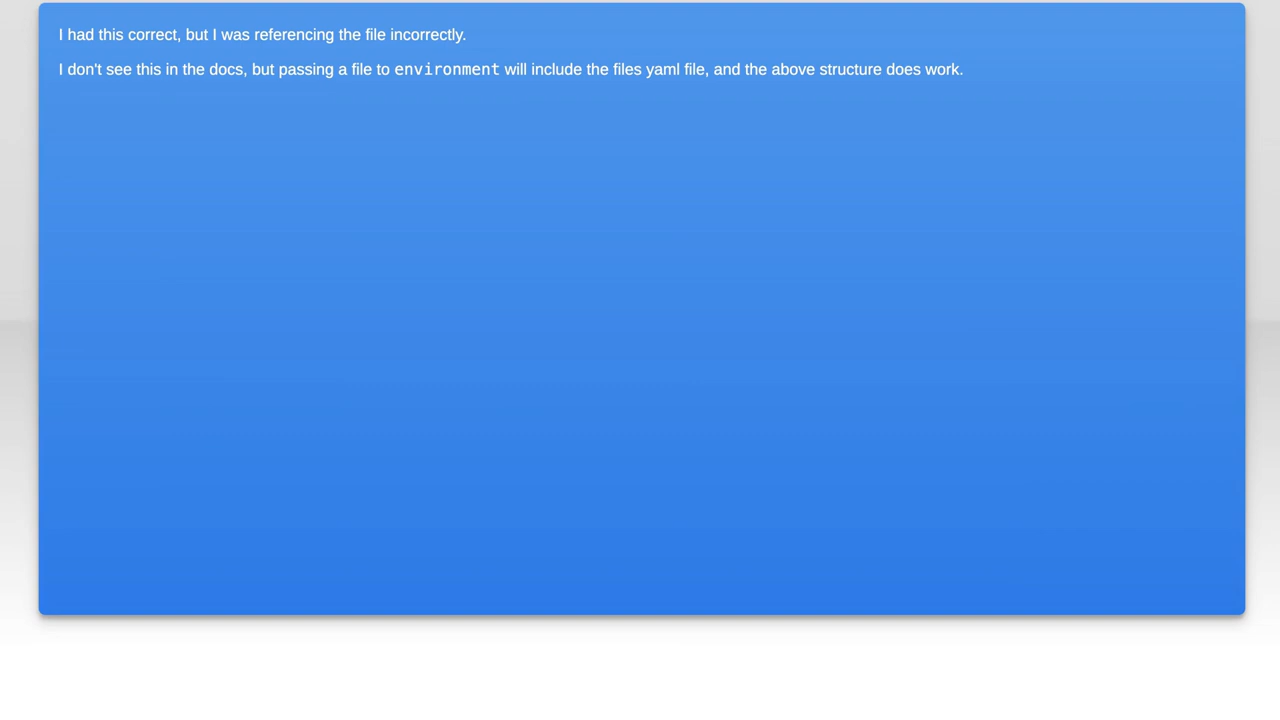 I had this correct, but I was referencing the file incorrectly.
I don't see this in the docs, but passing a file to environment will include the files yaml file, and the above structure does work.